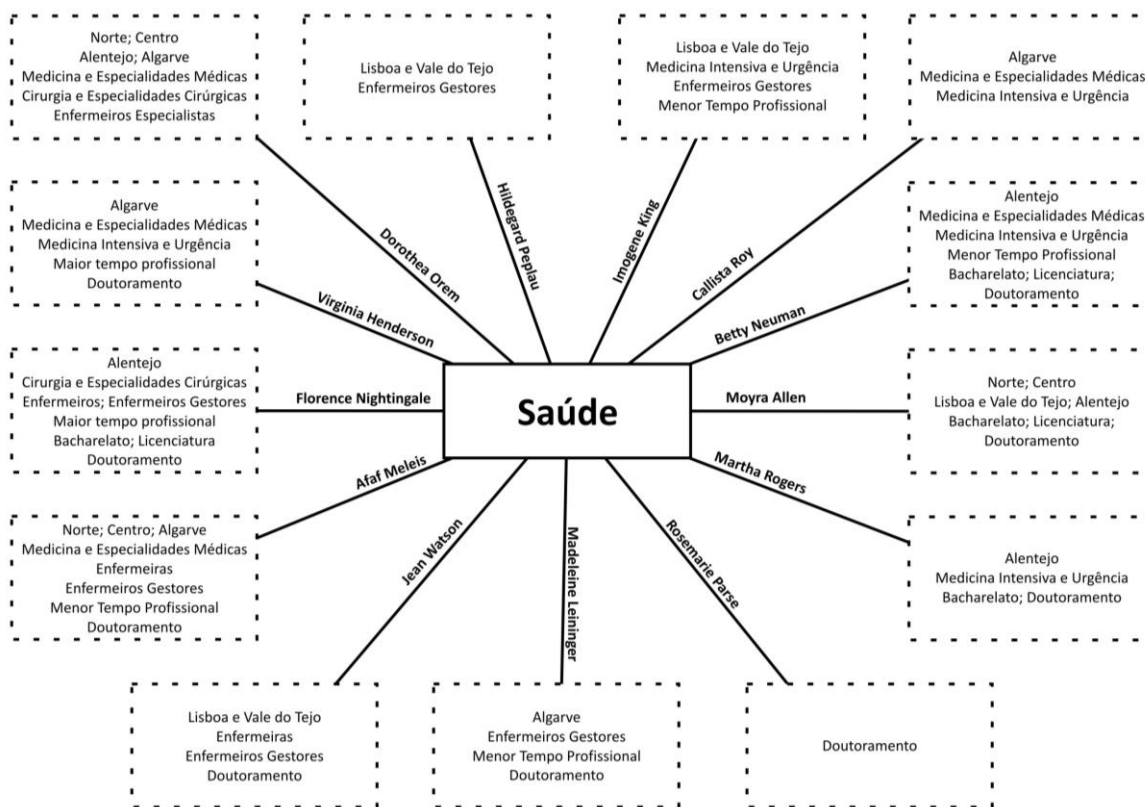 Norte; Centro
Alentejo; Algarve
Medicina e Especialidades Médicas
Cirurgia e Especialidades Cirúrgicas
Enfermeiros Especialistas
Lisboa e Vale do Tejo
Enfermeiros Gestores
Lisboa e Vale do Tejo
Medicina Intensiva e Urgência
Enfermeiros Gestores
Menor Tempo Profissional
Algarve
Medicina e Especialidades Médicas
Medicina Intensiva e Urgência
Dorothea Orem
Hildegard Peplau
Imogene King
Callista Roy
Algarve
Medicina e Especialidades Médicas
Medicina Intensiva e Urgência
Maior tempo profissional
Doutoramento
Virginia Henderson
Betty Neuman
Alentejo
Medicina e Especialidades Médicas
Medicina Intensiva e Urgência
Menor Tempo Profissional
Bacharelato; Licenciatura;
Doutoramento
Alentejo
Cirurgia e Especialidades Cirúrgicas
Enfermeiros; Enfermeiros Gestores
Maior tempo profissional
Bacharelato; Licenciatura
Doutoramento
Florence Nightingale
Saúde
Moyra Allen
Norte; Centro
Lisboa e Vale do Tejo; Alentejo
Bacharelato; Licenciatura;
Doutoramento
Norte; Centro; Algarve
Medicina e Especialidades Médicas
Enfermeiras
Enfermeiros Gestores
Menor Tempo Profissional
Doutoramento
Afaf Meleis
Jean Watson
Madeleine Leininger
Rosemarie Parse
Martha Rogers
Alentejo
Medicina Intensiva e Urgência
Bacharelato; Doutoramento
Lisboa e Vale do Tejo
Enfermeiras
Enfermeiros Gestores
Doutoramento
Algarve
Enfermeiros Gestores
Menor Tempo Profissional
Doutoramento
Doutoramento